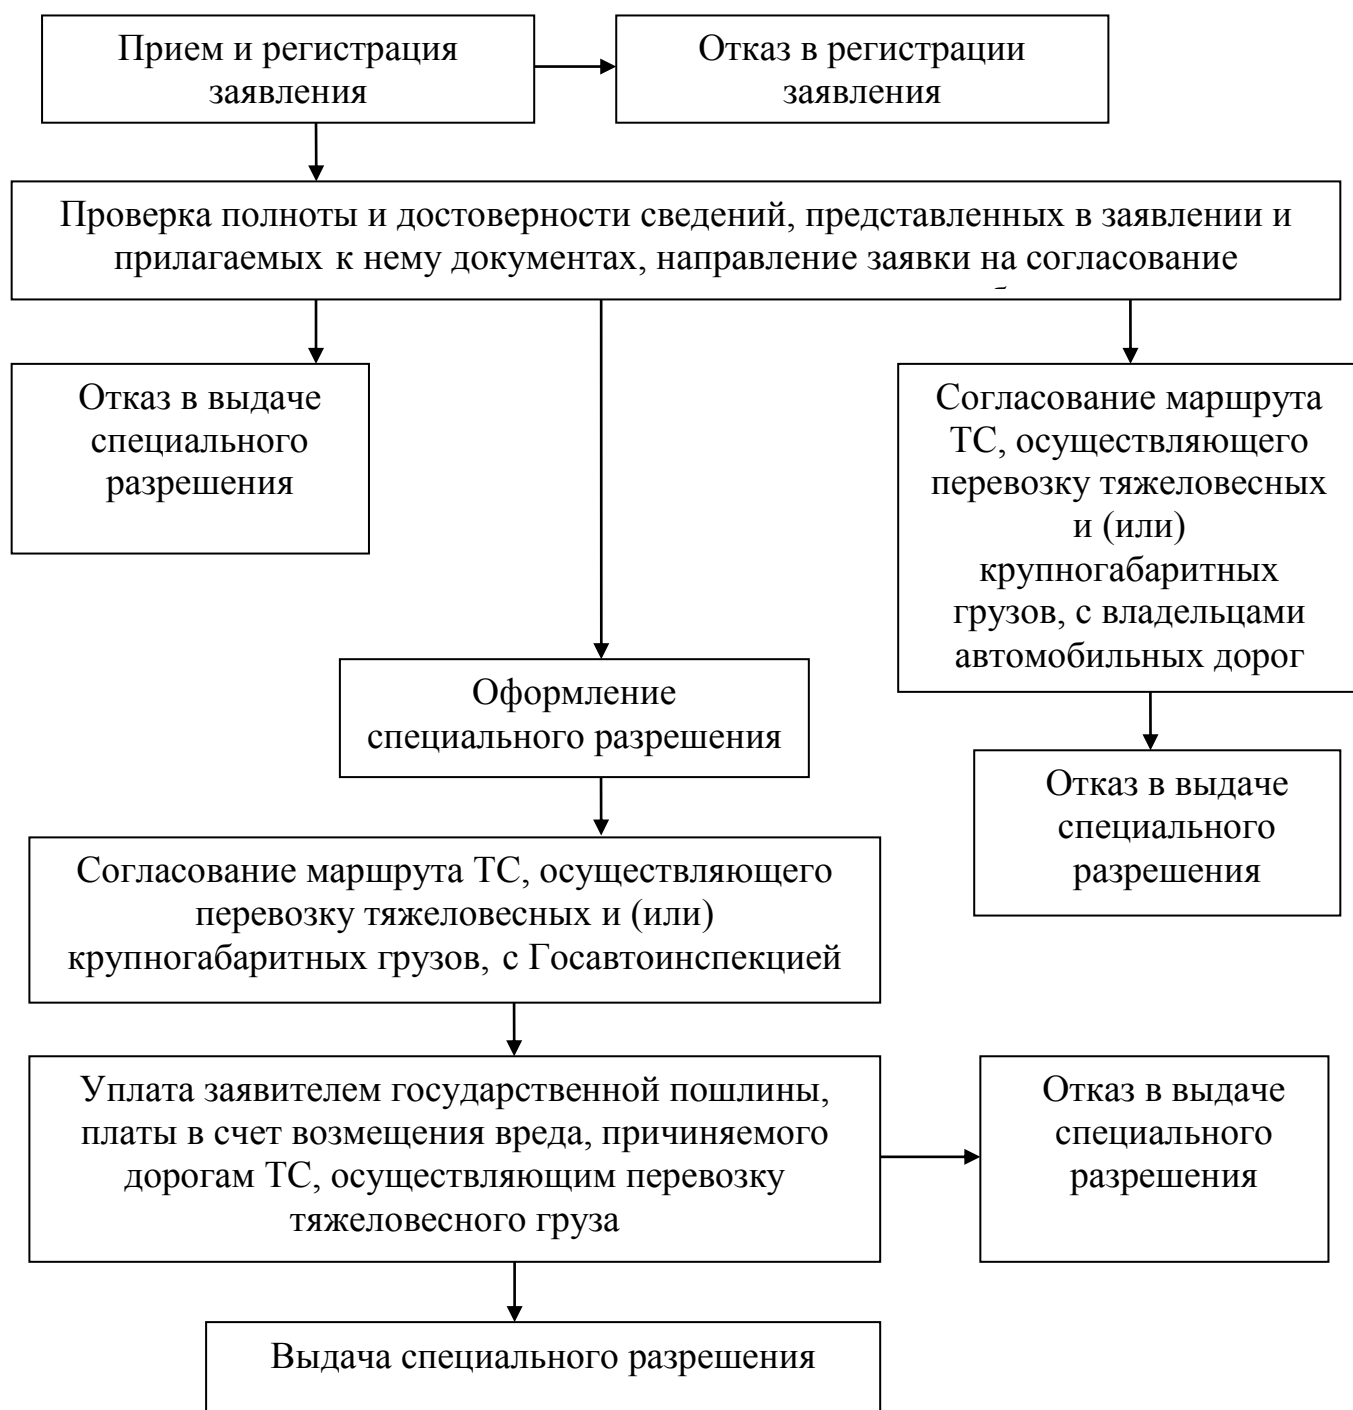 Прием и регистрация
заявления
Отказ в регистрации
заявления
Проверка полноты и достоверности сведений, представленных в заявлении и
прилагаемых к нему документах, направление заявки на согласование
Отказ в выдаче
специального
разрешения
Согласование маршрута
ТС, осуществляющего
перевозку тяжеловесных
и (или)
крупногабаритных
грузов, с владельцами
автомобильных дорог
Оформление
специального разрешения
Отказ в выдаче
специального
разрешения
Согласование маршрута ТС, осуществляющего
перевозку тяжеловесных и (или)
крупногабаритных грузов, с Госавтоинспекцией
Уплата заявителем государственной пошлины,
платы в счет возмещения вреда, причиняемого
дорогам ТС, осуществляющим перевозку
тяжеловесного груза
Отказ в выдаче
специального
разрешения
Выдача специального разрешения